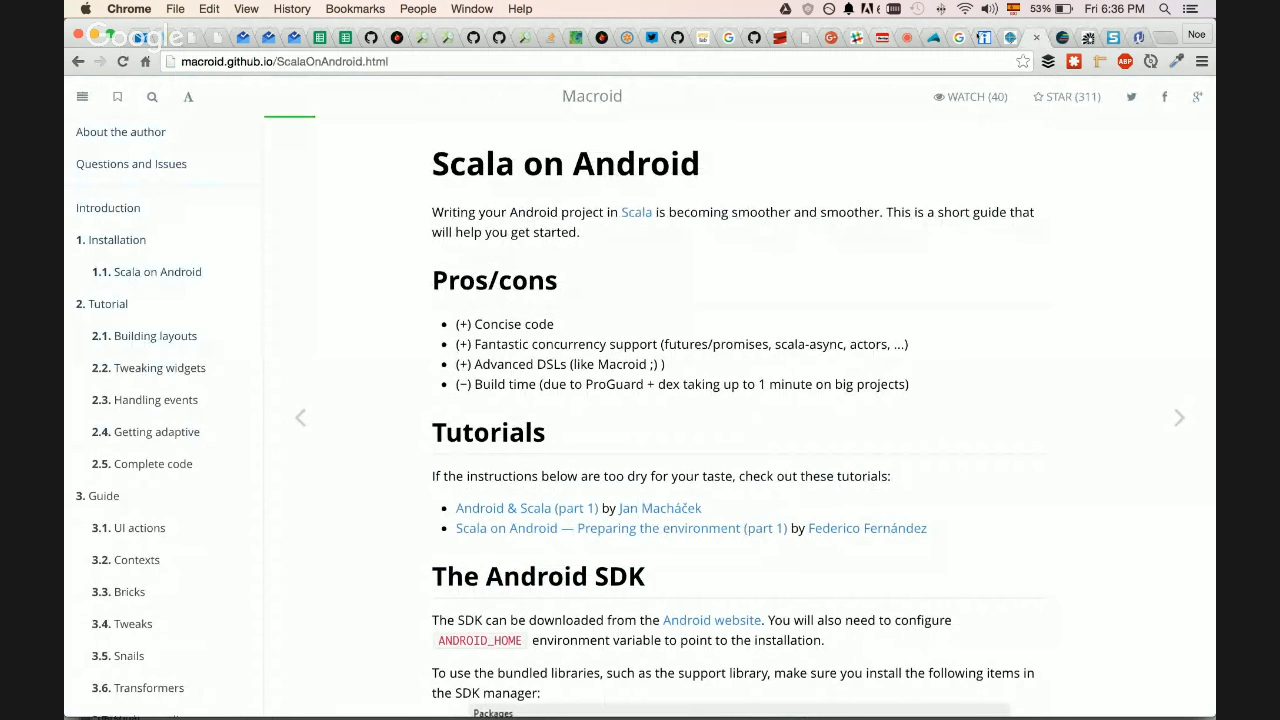 Chrome File Edit View History Bookmarks People Window Help 53% Fri 6:36 PM
Google
Noe
macroid.github.io/ScalaOnAndroid.html
ABP
A Macroid WATCH (40) STAR (311)
About the author
Questions and Issues
Introduction
1. Installation
1.1. Scala on Android
2. Tutorial
2.1. Building layouts
2.2. Tweaking widgets
2.3. Handling events
2.4. Getting adaptive
2.5. Complete code
3. Guide
3.1. UI actions
3.2. Contexts
3.3. Bricks
3.4. Tweaks
3.5. Snails
3.6. Transformers
Scala on Android
Writing your Android project in Scala is becoming smoother and smoother. This is a short guide that
will help you get started.
Pros/cons
• (+) Concise code
• (+) Fantastic concurrency support (futures/promises, scala-async, actors, ...)
• (+) Advanced DSLs (like Macroid ;) )
• (−) Build time (due to ProGuard + dex taking up to 1 minute on big projects)
Tutorials
If the instructions below are too dry for your taste, check out these tutorials:
• Android & Scala (part 1) by Jan Macháček
• Scala on Android — Preparing the environment (part 1) by Federico Fernández
The Android SDK
The SDK can be downloaded from the Android website. You will also need to configure
ANDROID_HOME environment variable to point to the installation.
To use the bundled libraries, such as the support library, make sure you install the following items in
the SDK manager:
Packages